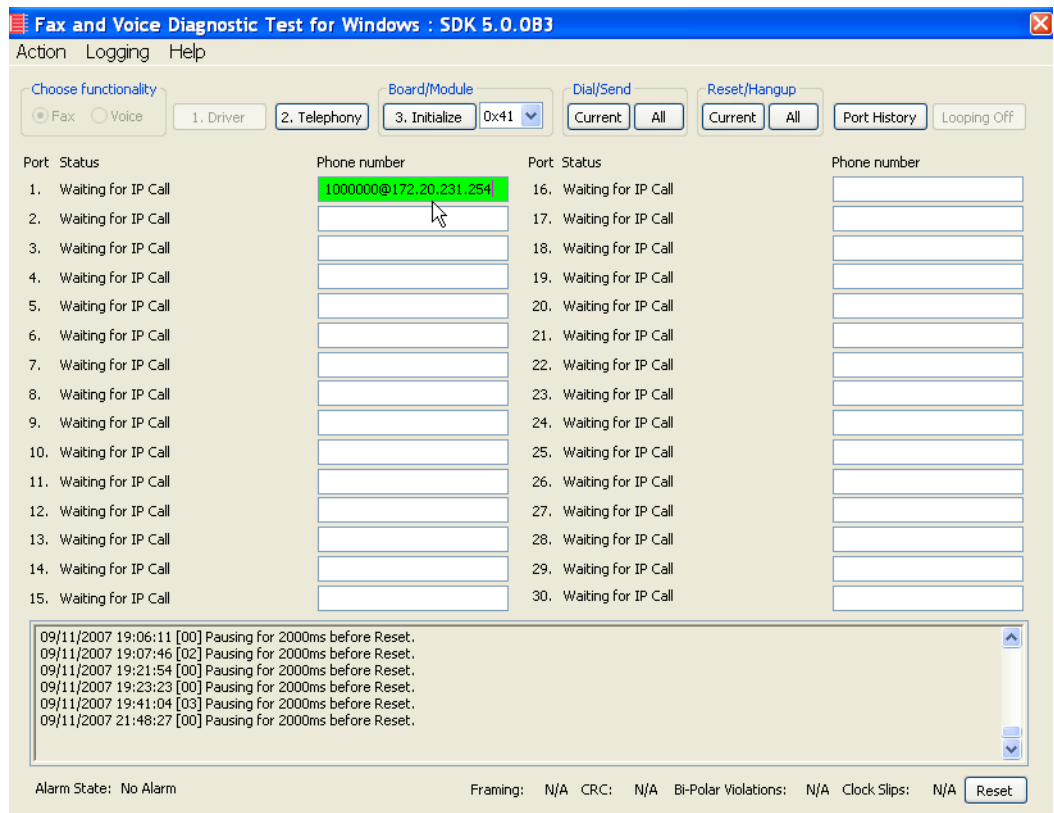 Fax and Voice Diagnostic Test for Windows : SDK 5.0.0B3
Action Logging Help
Choose functionality Board/Module Dial/Send Reset/Hangup
Fax Voice 1. Driver 2. Telephony 3. Initialize 0x41 Current All Current All Port History Looping Off
Port Status Phone number Port Status Phone number
1. Waiting for IP Call 1000000@172.20.231.254 16. Waiting for IP Call
2. Waiting for IP Call 17. Waiting for IP Call
3. Waiting for IP Call 18. Waiting for IP Call
4. Waiting for IP Call 19. Waiting for IP Call
5. Waiting for IP Call 20. Waiting for IP Call
6. Waiting for IP Call 21. Waiting for IP Call
7. Waiting for IP Call 22. Waiting for IP Call
8. Waiting for IP Call 23. Waiting for IP Call
9. Waiting for IP Call 24. Waiting for IP Call
10. Waiting for IP Call 25. Waiting for IP Call
11. Waiting for IP Call 26. Waiting for IP Call
12. Waiting for IP Call 27. Waiting for IP Call
13. Waiting for IP Call 28. Waiting for IP Call
14. Waiting for IP Call 29. Waiting for IP Call
15. Waiting for IP Call 30. Waiting for IP Call
09/11/2007 19:06:11 [00] Pausing for 2000ms before Reset.
09/11/2007 19:07:46 [02] Pausing for 2000ms before Reset.
09/11/2007 19:21:54 [00] Pausing for 2000ms before Reset.
09/11/2007 19:23:23 [00] Pausing for 2000ms before Reset.
09/11/2007 19:41:04 [03] Pausing for 2000ms before Reset.
09/11/2007 21:48:27 [00] Pausing for 2000ms before Reset.
Alarm State: No Alarm Framing: N/A CRC: N/A Bi-Polar Violations: N/A Clock Slips: N/A Reset